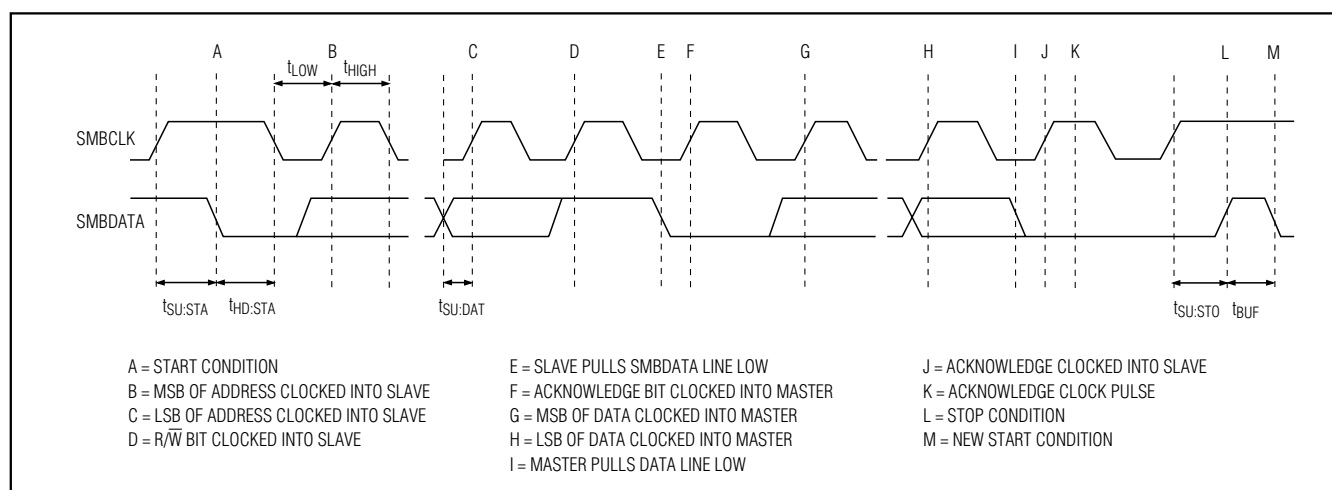 A B C D E F G H I J K L M
tLOW tHIGH
SMBCLK
SMBDATA
tSU:STA tHD:STA tSU:DAT tSU:STO tBUF
A = START CONDITION
B = MSB OF ADDRESS CLOCKED INTO SLAVE
C = LSB OF ADDRESS CLOCKED INTO SLAVE
D = R/W̅ BIT CLOCKED INTO SLAVE
E = SLAVE PULLS SMBDATA LINE LOW
F = ACKNOWLEDGE BIT CLOCKED INTO MASTER
G = MSB OF DATA CLOCKED INTO MASTER
H = LSB OF DATA CLOCKED INTO MASTER
I = MASTER PULLS DATA LINE LOW
J = ACKNOWLEDGE CLOCKED INTO SLAVE
K = ACKNOWLEDGE CLOCK PULSE
L = STOP CONDITION
M = NEW START CONDITION